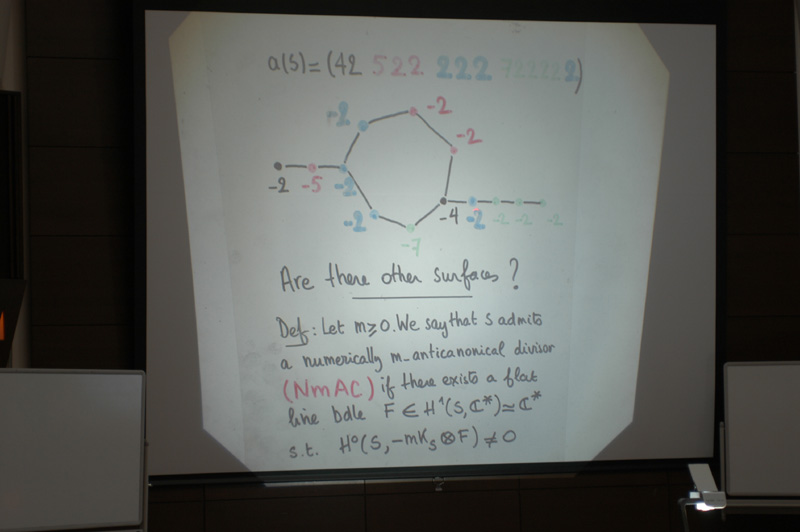 a(S)=(42 522 222 722222)
-2 -2
-2
-2 -5 -2
-2 -4 -2 -2 -2 -2
-7
Are there other surfaces?
Def: Let m⩾0. We say that S admits
a numerically m-anticanonical divisor
(NmAC) if there exists a flat
line bdle F ∈ H¹(S,ℂ*)≃ℂ*
s.t. H⁰(S,-mK_S⊗F)≠0